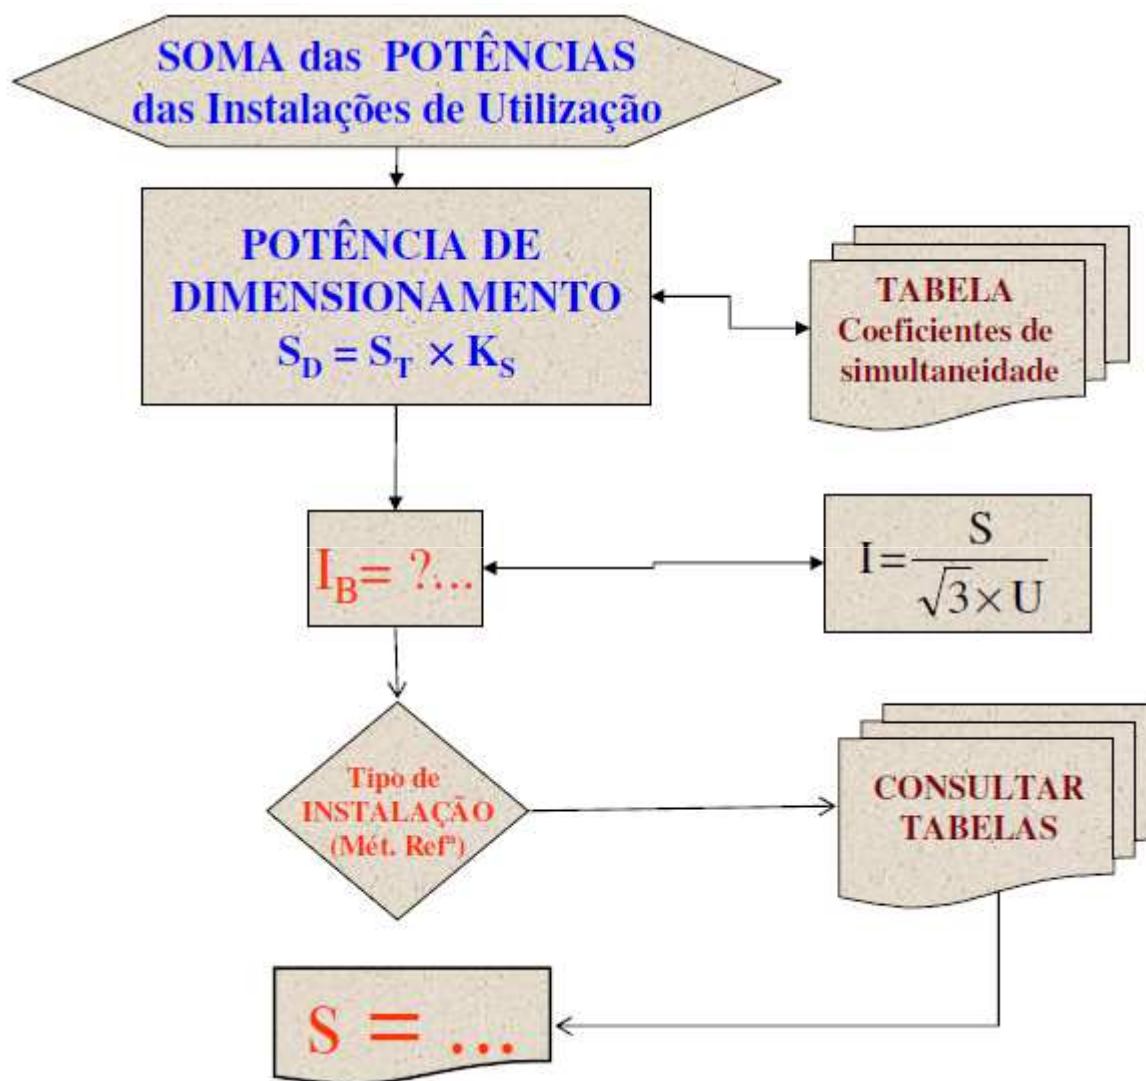 SOMA das POTÊNCIAS
das Instalações de Utilização
POTÊNCIA DE
DIMENSIONAMENTO
S_D = S_T × K_S
TABELA
Coeficientes de
simultaneidade
I_B = ?...
I = S / √3 × U
Tipo de
INSTALAÇÃO
(Mét. Refª)
CONSULTAR
TABELAS
S = ...